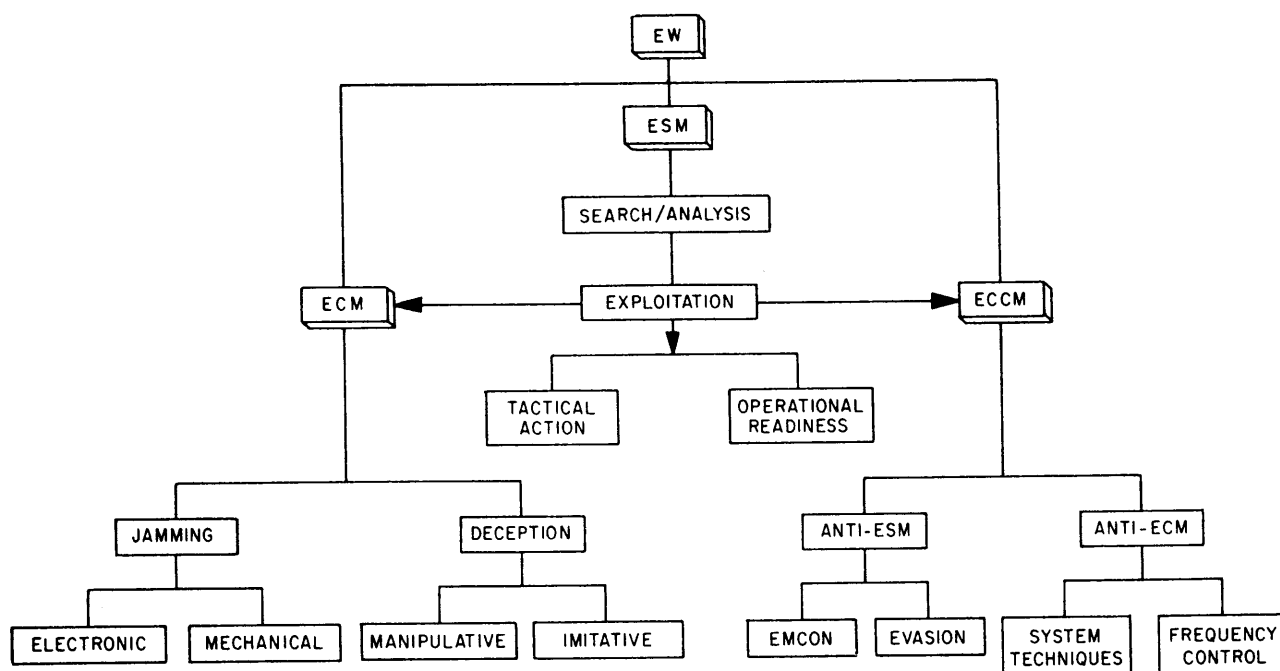 EW
ESM
SEARCH/ANALYSIS
ECM
EXPLOITATION
ECCM
TACTICAL
ACTION
OPERATIONAL
READINESS
JAMMING
DECEPTION
ANTI-ESM
ANTI-ECM
ELECTRONIC
MECHANICAL
MANIPULATIVE
IMITATIVE
EMCON
EVASION
SYSTEM
TECHNIQUES
FREQUENCY
CONTROL